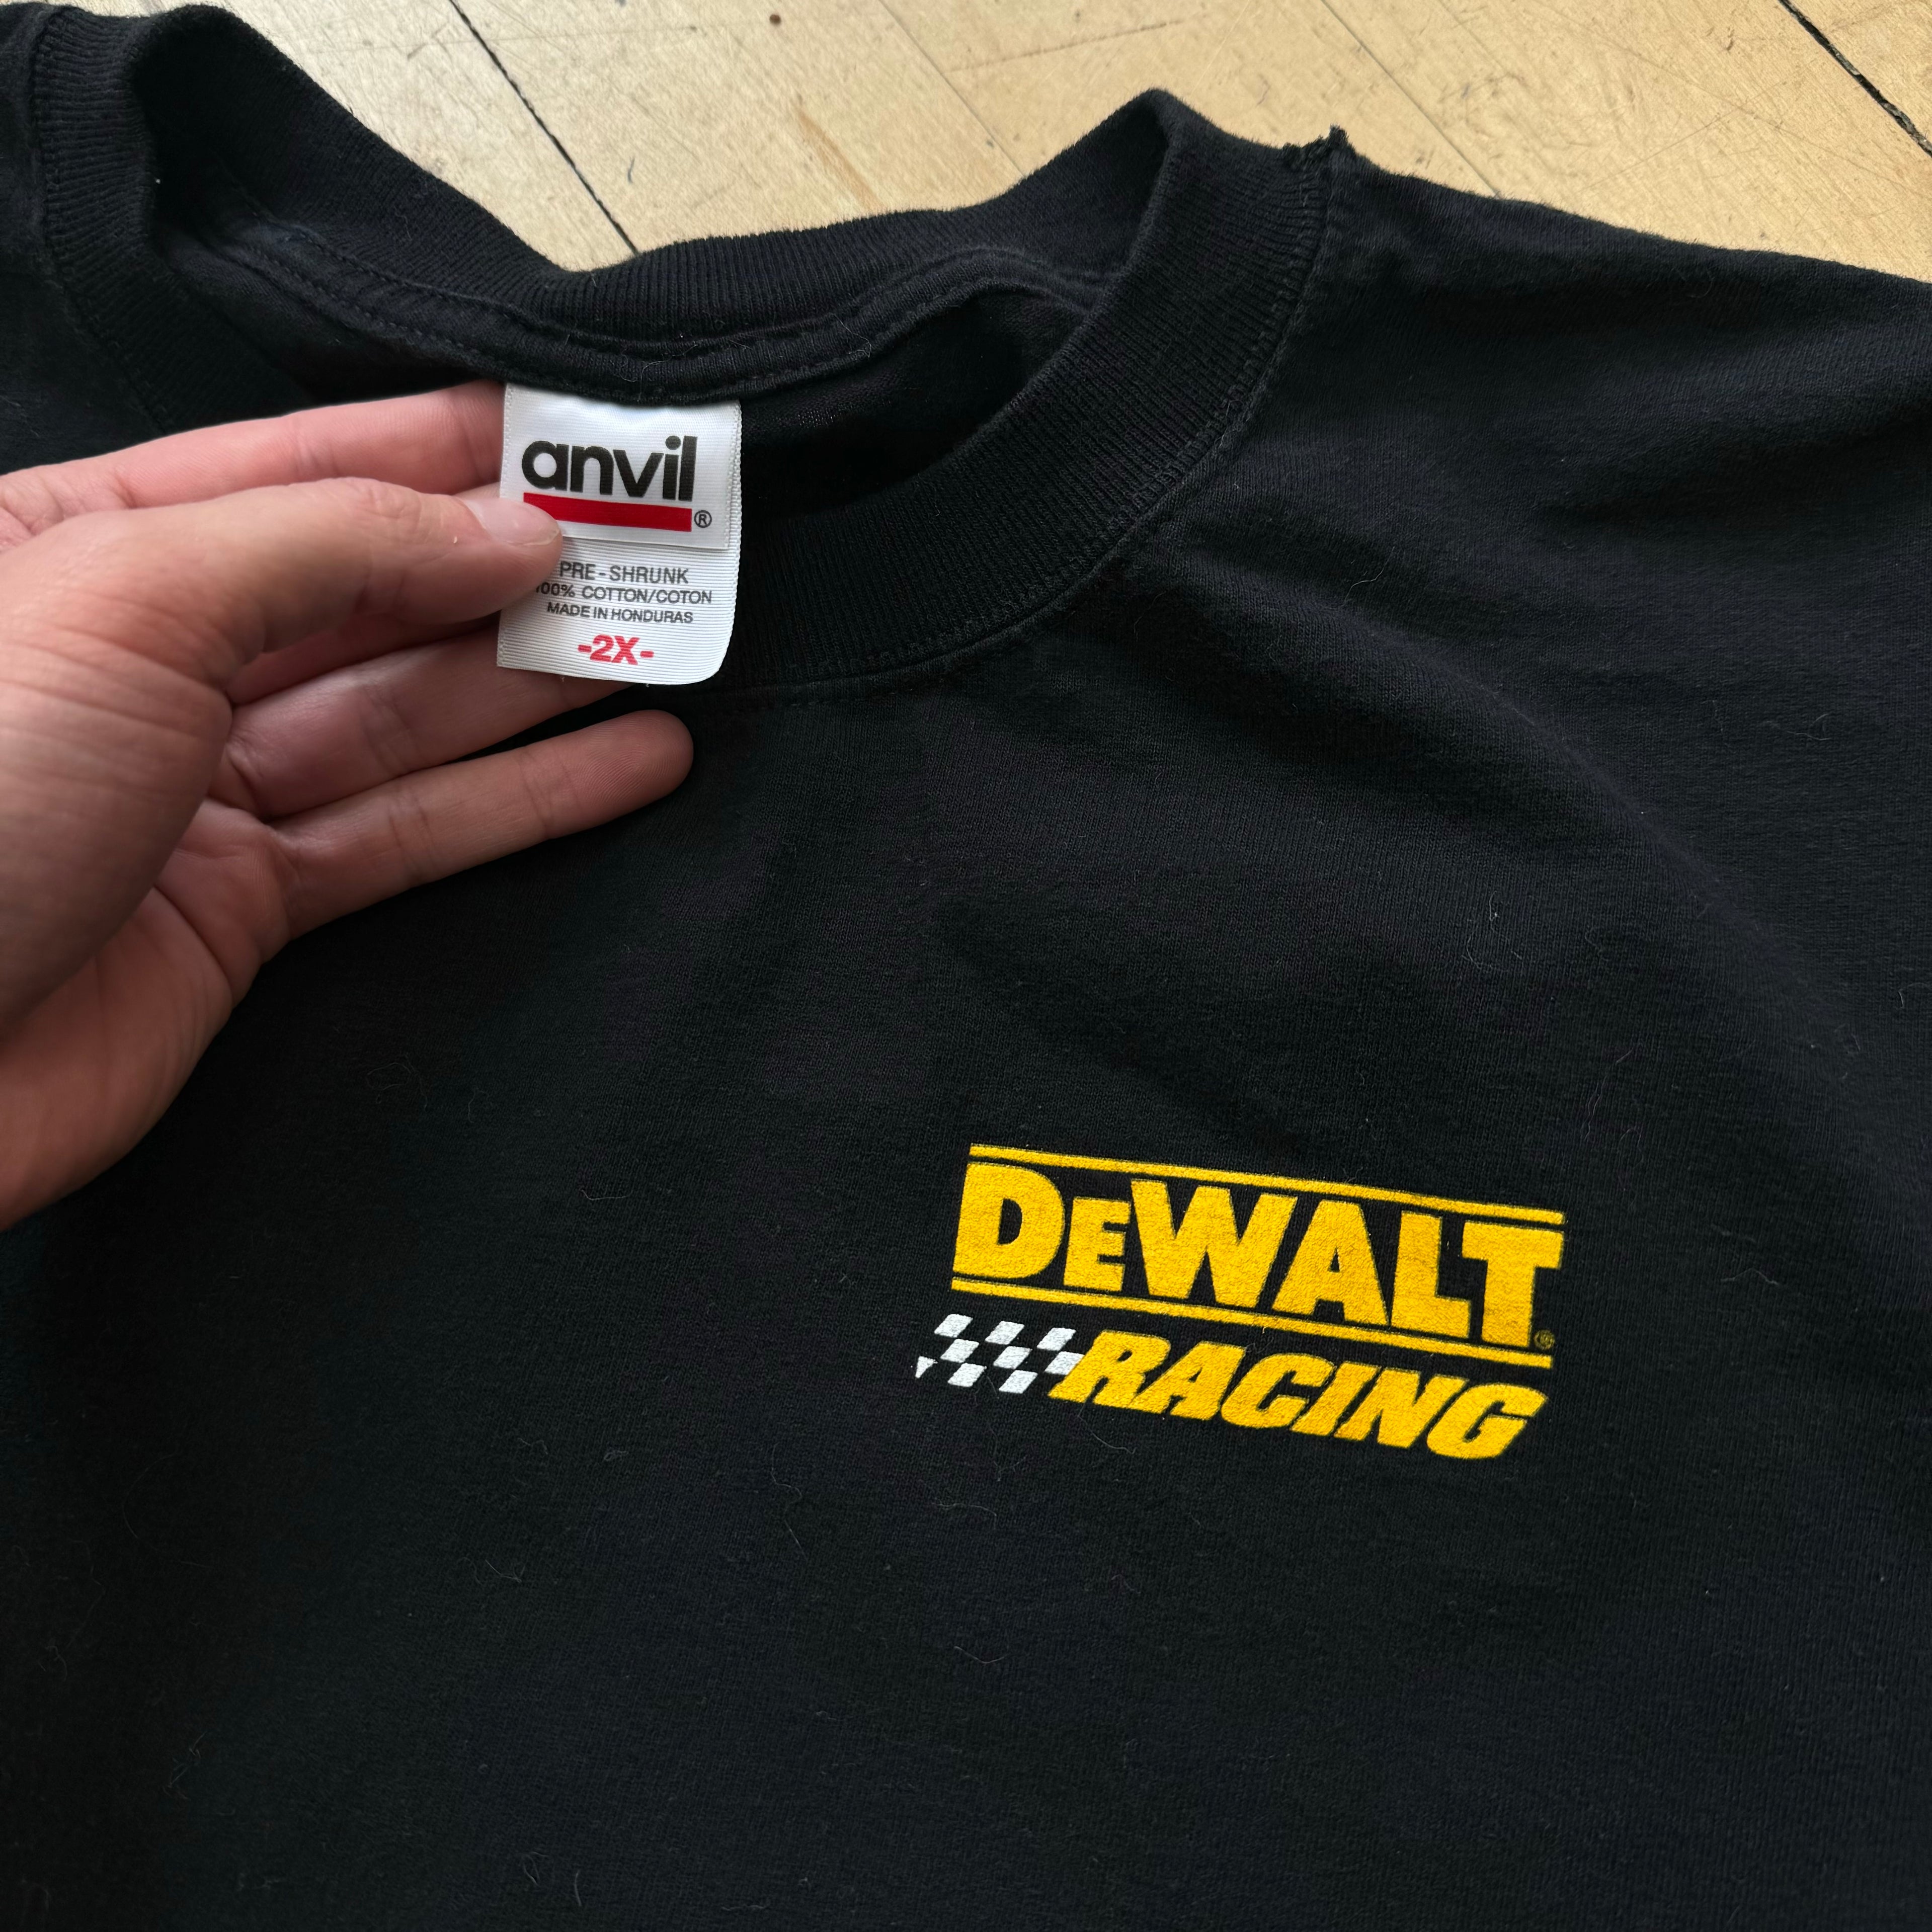 anvil
®
PRE-SHRUNK
100% COTTON/COTON
MADE IN HONDURAS
-2X-
DEWALT®
RACING